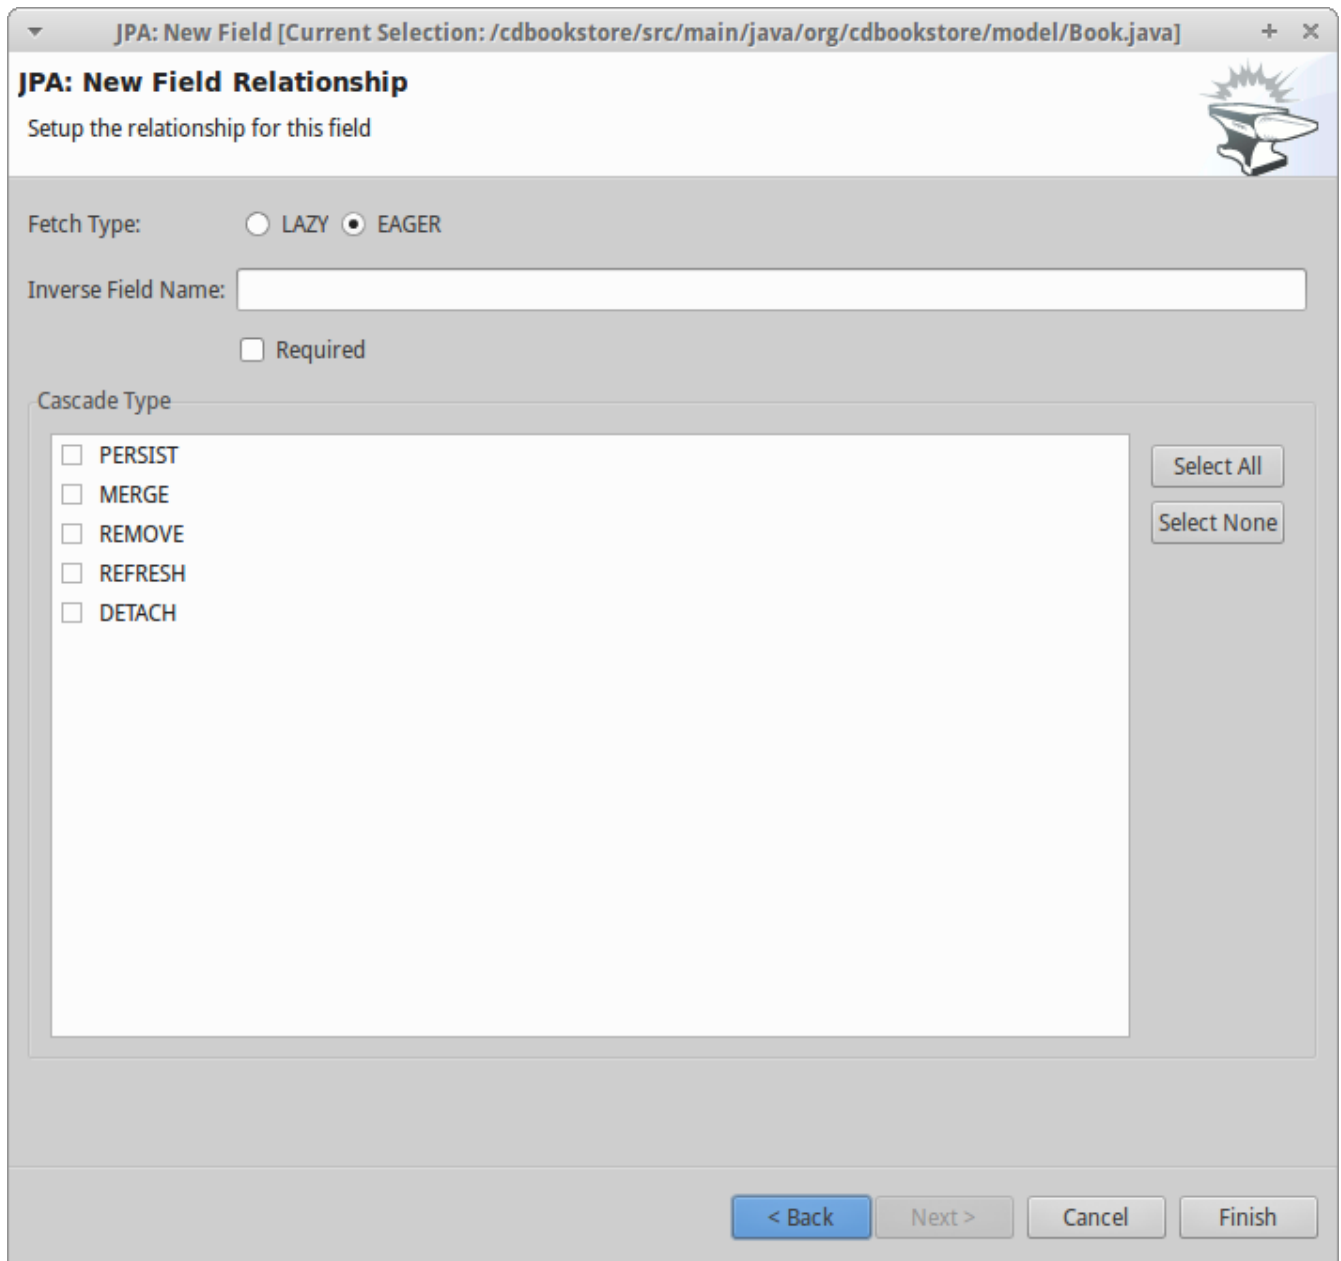 JPA: New Field [Current Selection: /cdbookstore/src/main/java/org/cdbookstore/model/Book.java]
JPA: New Field Relationship
Setup the relationship for this field
Fetch Type: LAZY EAGER
Inverse Field Name:
Required
Cascade Type
PERSIST
MERGE
REMOVE
REFRESH
DETACH
Select All
Select None
< Back Next > Cancel Finish